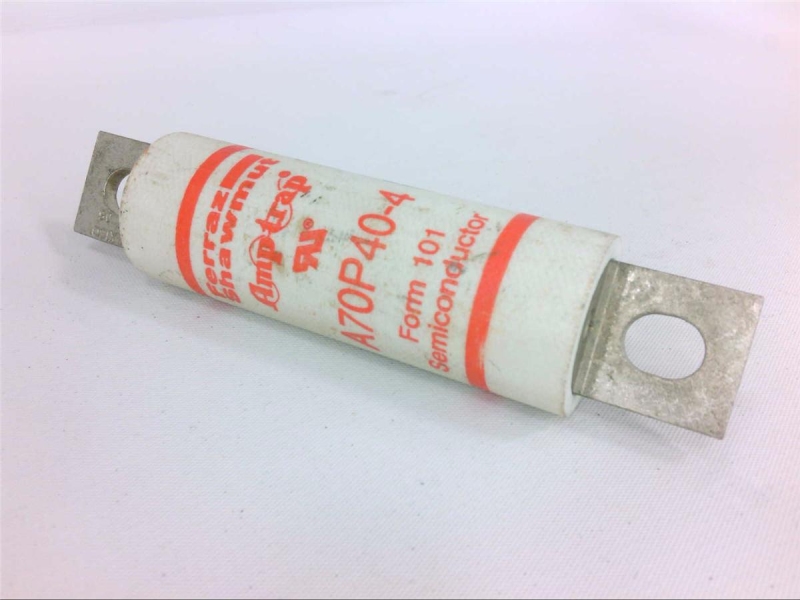 Ferraz
Shawmut
Amp-trap
A70P40-4
Form 101
Semiconductor